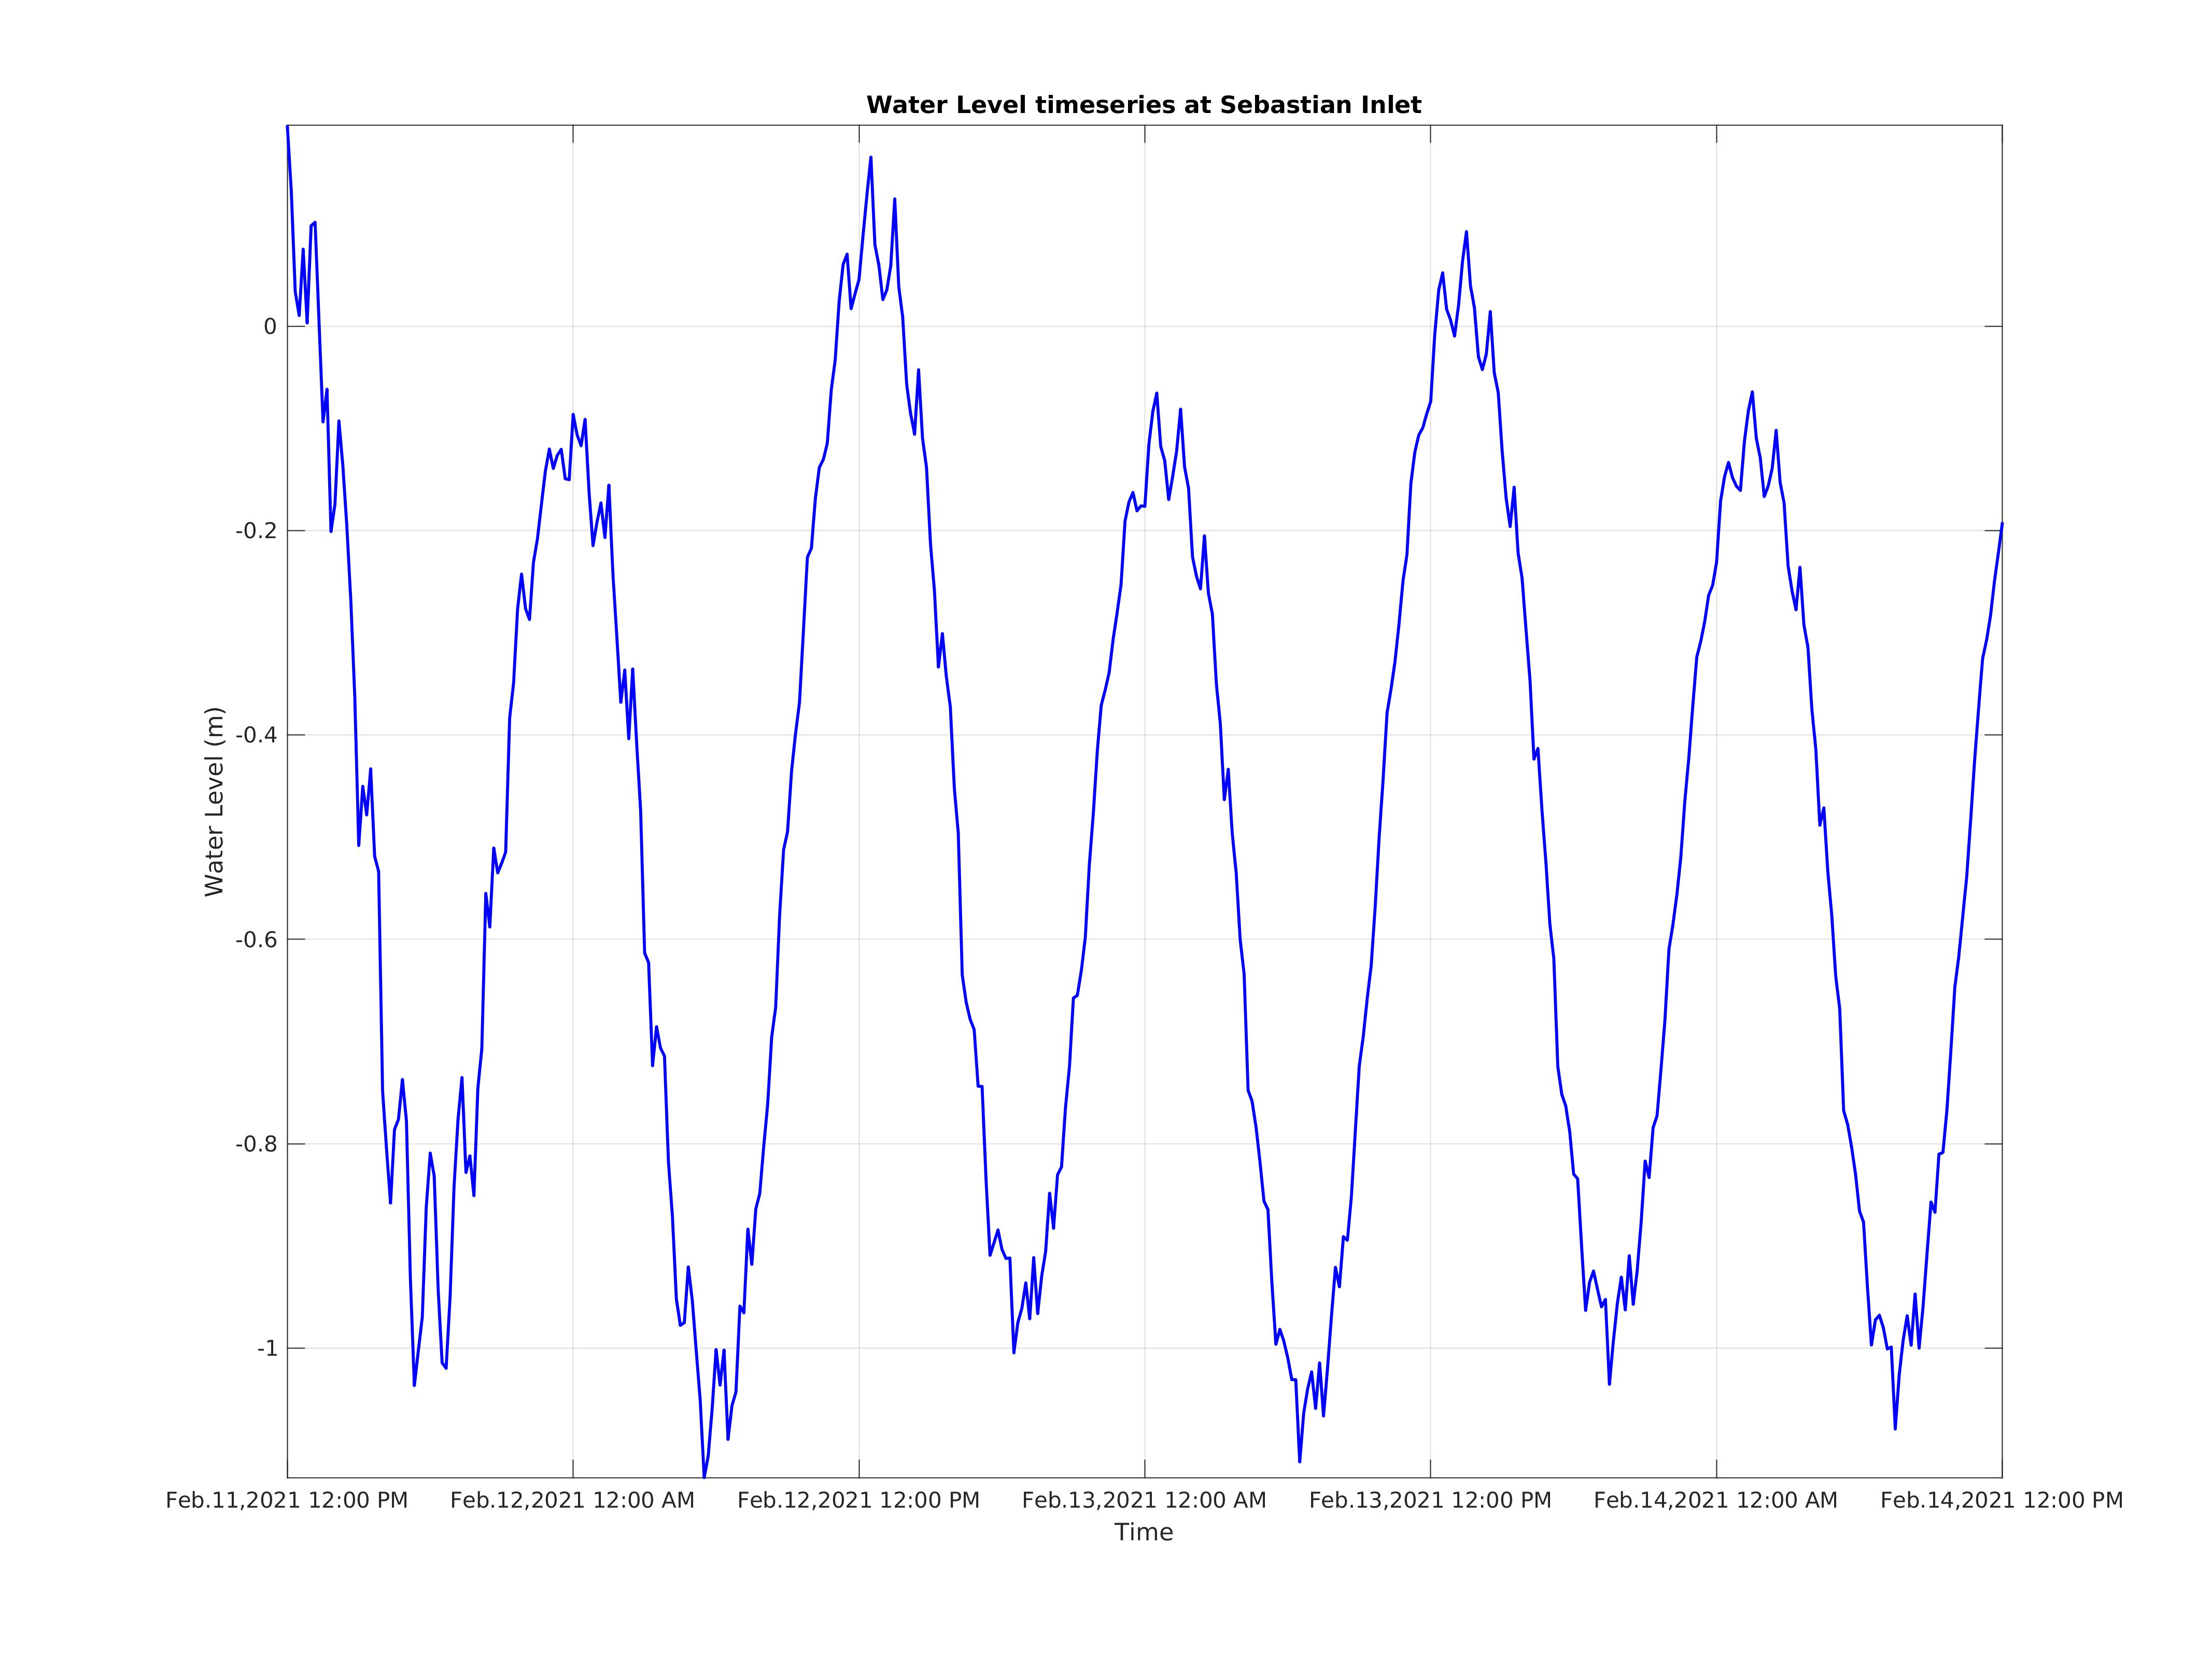 Water Level timeseries at Sebastian Inlet
0
-0.2
-0.4
-0.6
-0.8
-1
Water Level (m)
Feb.11,2021 12:00 PM
Feb.12,2021 12:00 AM
Feb.12,2021 12:00 PM
Feb.13,2021 12:00 AM
Feb.13,2021 12:00 PM
Feb.14,2021 12:00 AM
Feb.14,2021 12:00 PM
Time